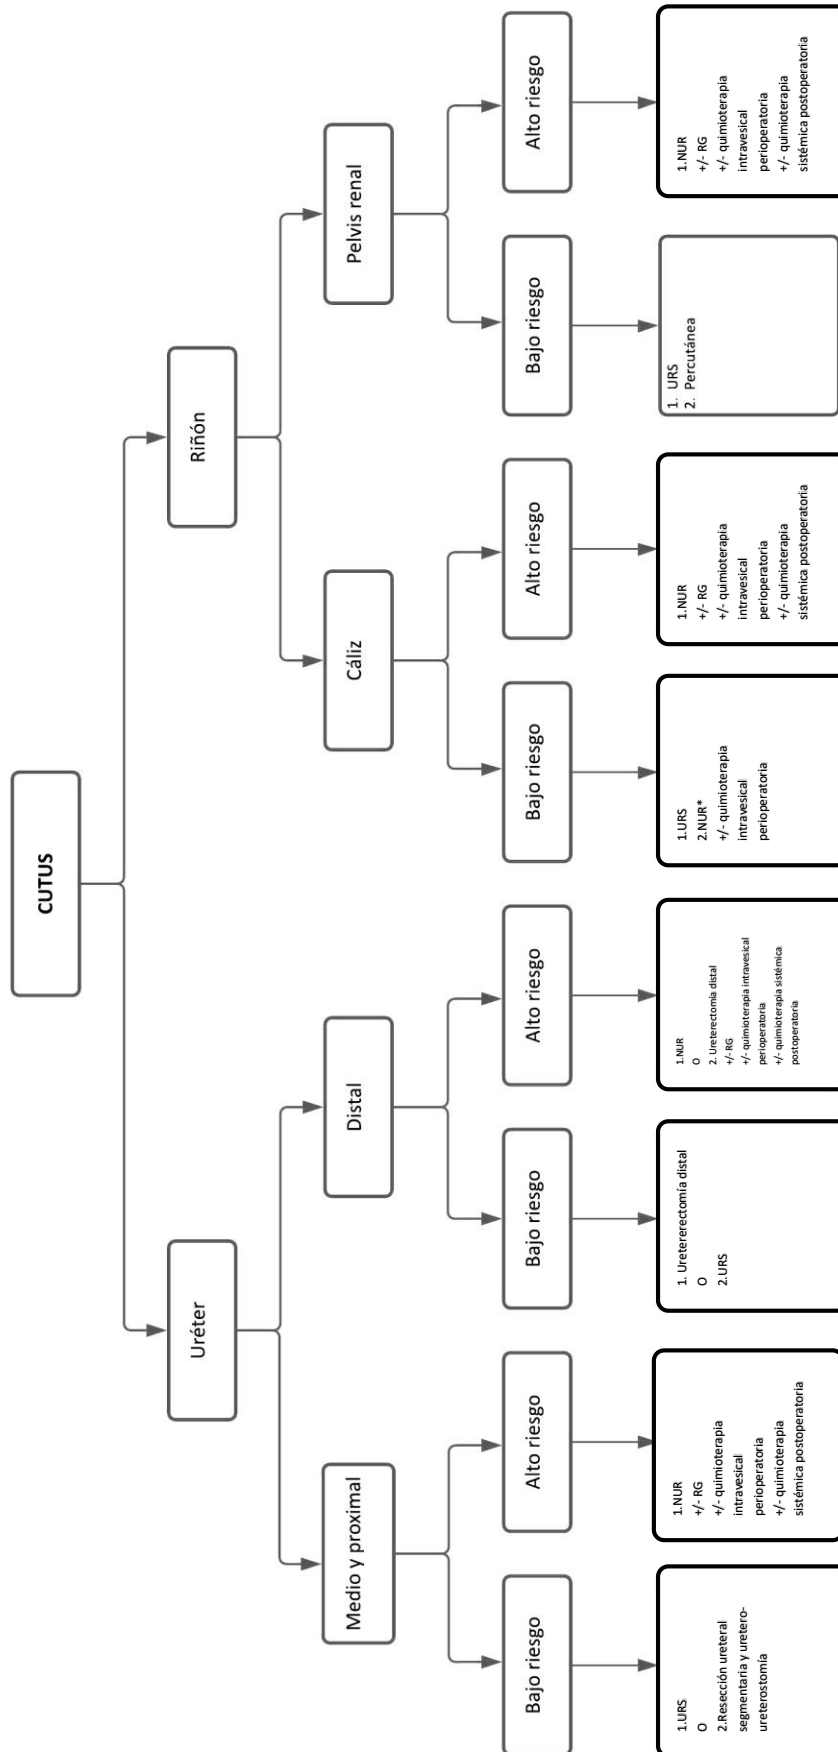 CUTUS
Uréter
Riñón
Medio y proximal
Distal
Cáliz
Pelvis renal
Bajo riesgo
Alto riesgo
Bajo riesgo
Alto riesgo
Bajo riesgo
Alto riesgo
Bajo riesgo
Alto riesgo
1.URS
O
2.Resección ureteral
segmentaria y uretero-
ureterostomía
1.NUR
+/- RG
+/- quimioterapia
intravesical
perioperatoria
+/- quimioterapia
sistémica postoperatoria
1. Uretererectomía distal
O
2.URS
1.NUR
O
2. Ureterectomía distal
+/- RG
+/- quimioterapia intravesical
perioperatoria
+/- quimioterapia sistémica
postoperatoria
1.URS
2.NUR*
+/- quimioterapia
intravesical
perioperatoria
1.NUR
+/- RG
+/- quimioterapia
intravesical
perioperatoria
+/- quimioterapia
sistémica postoperatoria
1. URS
2. Percutánea
1.NUR
+/- RG
+/- quimioterapia
intravesical
perioperatoria
+/- quimioterapia
sistémica postoperatoria